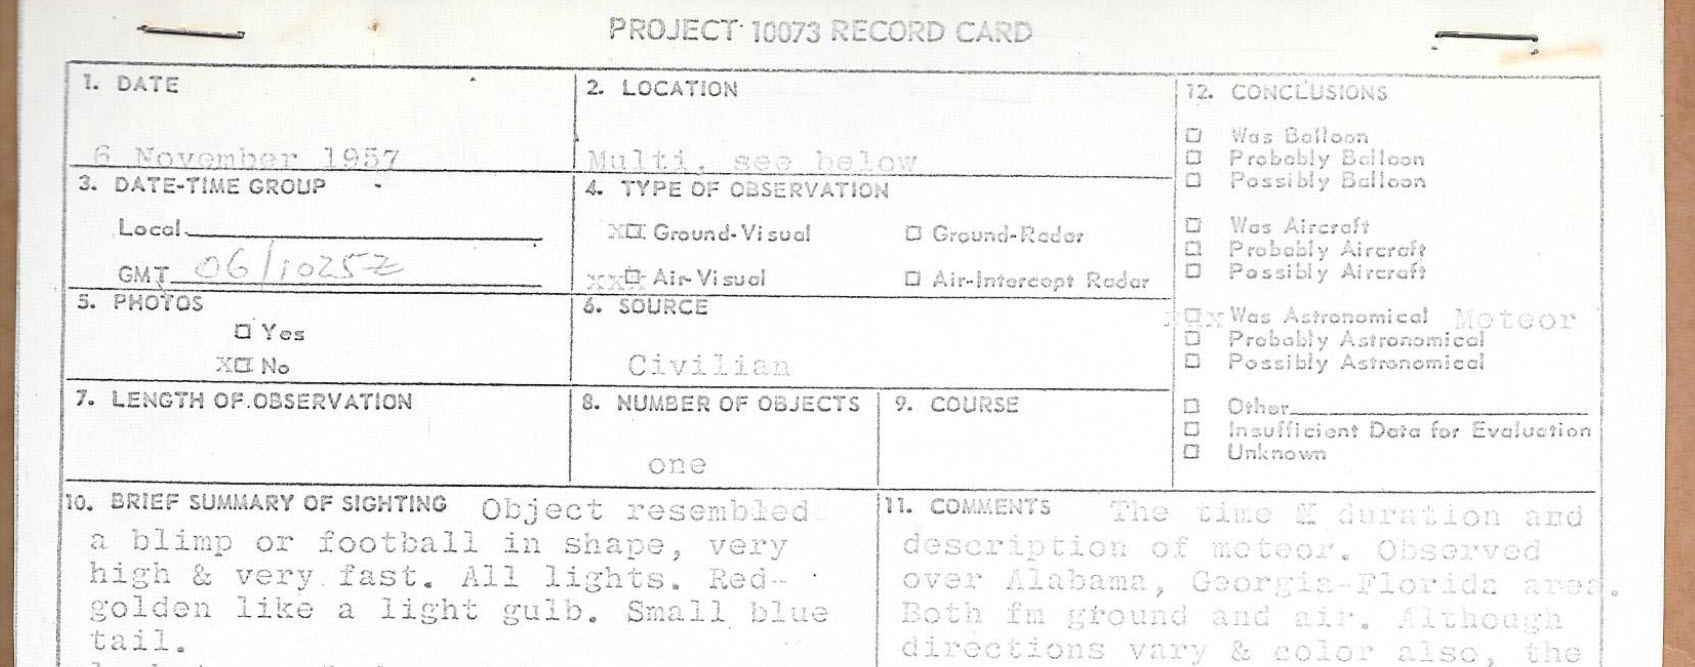 PROJECT 10073 RECORD CARD
1. DATE
6 November 1957
2. LOCATION
Multi, see below
3. DATE-TIME GROUP
Local
GMT 06/1025Z
4. TYPE OF OBSERVATION
X☐X Ground-Visual ☐ Ground-Radar
xxx☐ Air-Visual ☐ Air-Intercept Radar
5. PHOTOS
☐ Yes
X☐X No
6. SOURCE
Civilian
7. LENGTH OF OBSERVATION
8. NUMBER OF OBJECTS
one
9. COURSE
10. BRIEF SUMMARY OF SIGHTING Object resembled
a blimp or football in shape, very
high & very fast. All lights. Red-
golden like a light gulb. Small blue
tail.
11. COMMENTS The time X duration and
description of meteor. Observed
over Alabama, Georgia-Florida area.
Both fm ground and air. Although
directions vary & color also, the
12. CONCLUSIONS
☐ Was Balloon
☐ Probably Balloon
☐ Possibly Balloon
☐ Was Aircraft
☐ Probably Aircraft
☐ Possibly Aircraft
☐x Was Astronomical Meteor
☐ Probably Astronomical
☐ Possibly Astronomical
☐ Other
☐ Insufficient Data for Evaluation
☐ Unknown